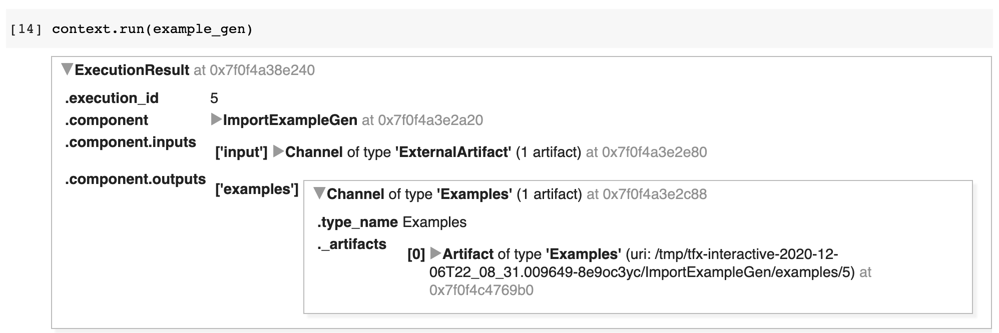 [14] context.run(example_gen)
▼ExecutionResult at 0x7f0f4a38e240
.execution_id 5
.component ▶ImportExampleGen at 0x7f0f4a3e2a20
.component.inputs
['input'] ▶Channel of type 'ExternalArtifact' (1 artifact) at 0x7f0f4a3e2e80
.component.outputs
['examples'] ▼Channel of type 'Examples' (1 artifact) at 0x7f0f4a3e2c88
.type_name Examples
._artifacts
[0] ▶Artifact of type 'Examples' (uri: /tmp/tfx-interactive-2020-12-
06T22_08_31.009649-8e9oc3yc/ImportExampleGen/examples/5) at
0x7f0f4c4769b0